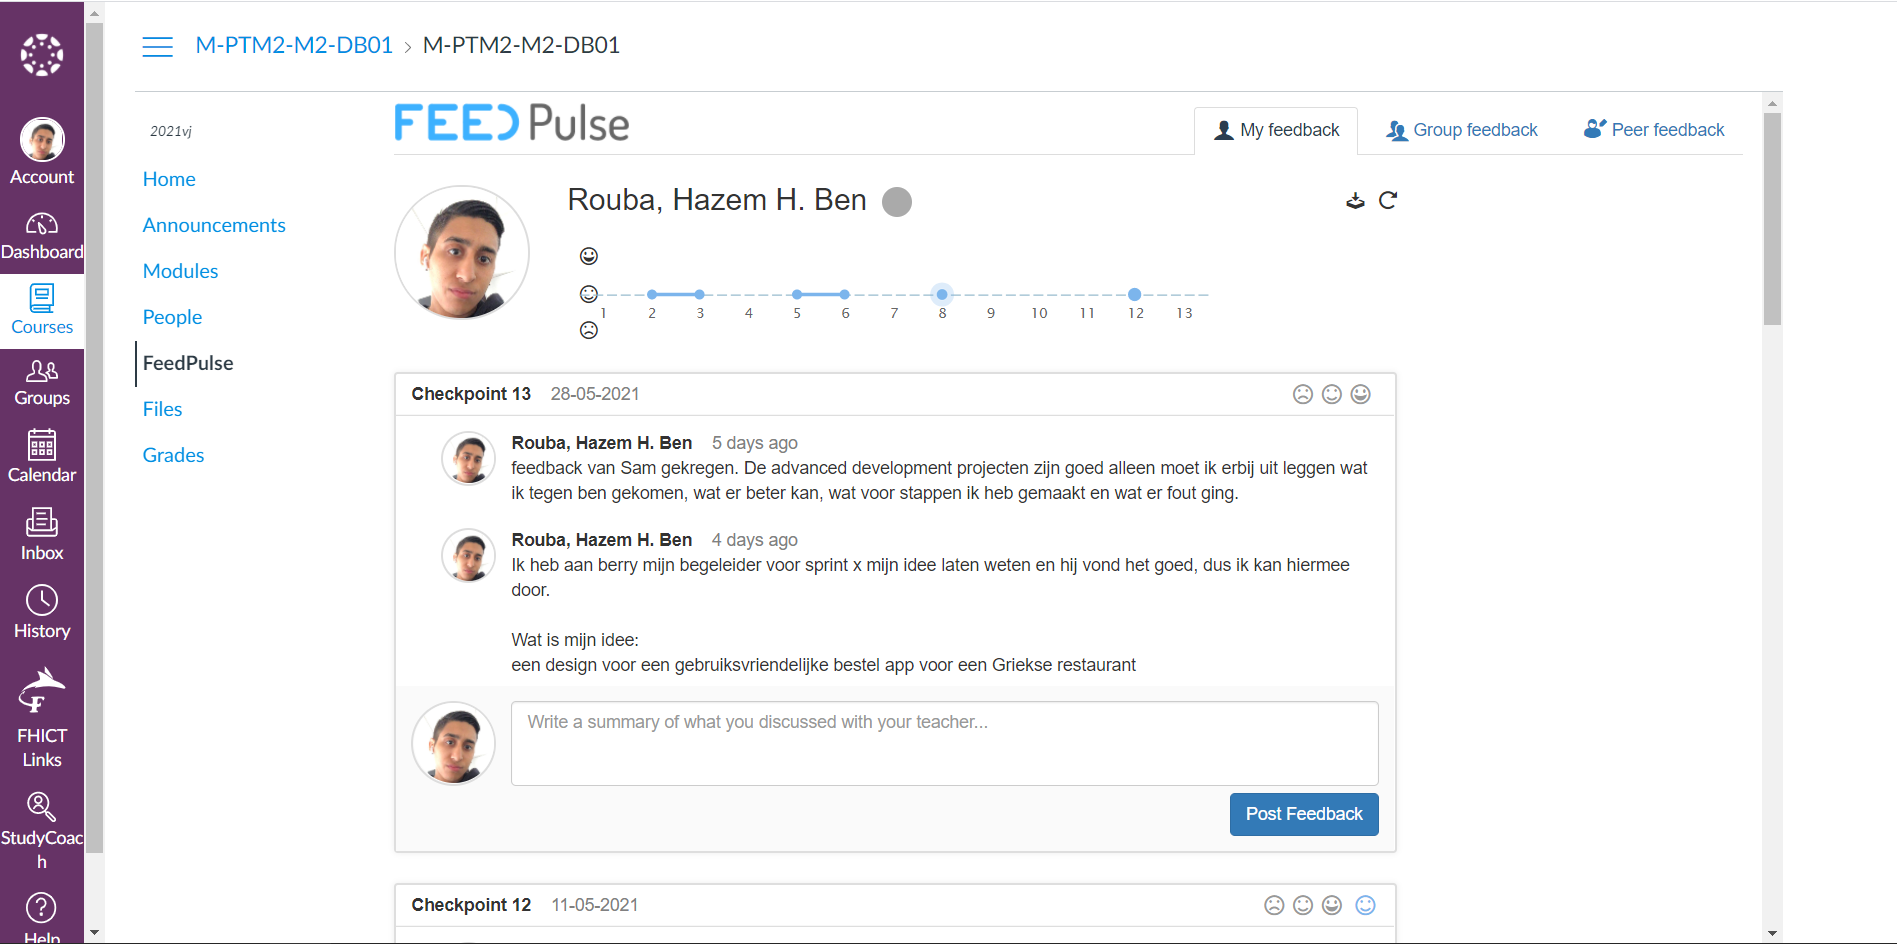 M-PTM2-M2-DB01 › M-PTM2-M2-DB01
Account
Dashboard
Courses
Groups
Calendar
Inbox
History
FHICT
Links
StudyCoac
h
Help
2021vj
Home
Announcements
Modules
People
FeedPulse
Files
Grades
FEED Pulse
My feedback
Group feedback
Peer feedback
Rouba, Hazem H. Ben
1 2 3 4 5 6 7 8 9 10 11 12 13
Checkpoint 13 28-05-2021
Rouba, Hazem H. Ben 5 days ago
feedback van Sam gekregen. De advanced development projecten zijn goed alleen moet ik erbij uit leggen wat
ik tegen ben gekomen, wat er beter kan, wat voor stappen ik heb gemaakt en wat er fout ging.
Rouba, Hazem H. Ben 4 days ago
Ik heb aan berry mijn begeleider voor sprint x mijn idee laten weten en hij vond het goed, dus ik kan hiermee
door.
Wat is mijn idee:
een design voor een gebruiksvriendelijke bestel app voor een Griekse restaurant
Write a summary of what you discussed with your teacher...
Post Feedback
Checkpoint 12 11-05-2021